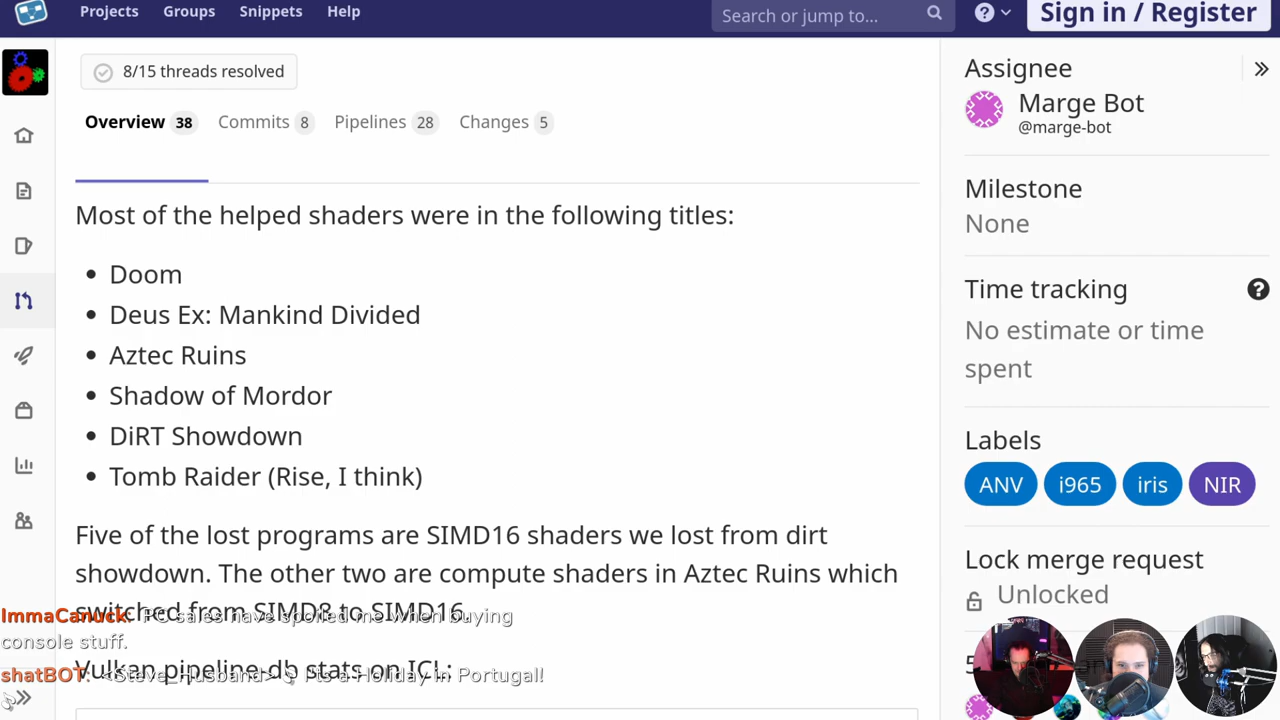 Projects Groups Snippets Help Search or jump to... Sign in / Register
8/15 threads resolved
Overview 38 Commits 8 Pipelines 28 Changes 5
Most of the helped shaders were in the following titles:
Doom
Deus Ex: Mankind Divided
Aztec Ruins
Shadow of Mordor
DiRT Showdown
Tomb Raider (Rise, I think)
Five of the lost programs are SIMD16 shaders we lost from dirt
showdown. The other two are compute shaders in Aztec Ruins which
switched from SIMD8 to SIMD16.
Vulkan pipeline-db stats on ICL:
ImmaCanuck: PC sales have spoiled me when buying
console stuff.
shatBOT: <Steve_Husband>
a Holiday in Portugal!
Assignee
Marge Bot
@marge-bot
Milestone
None
Time tracking
No estimate or time
spent
Labels
ANV i965 iris NIR
Lock merge request
Unlocked